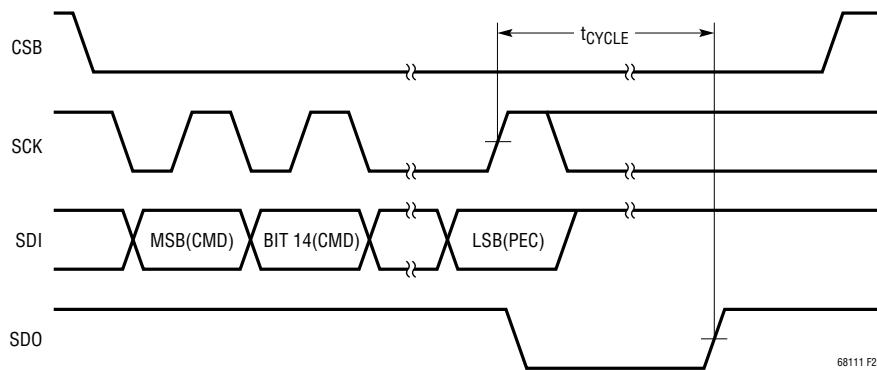 CSB
tCYCLE
SCK
SDI
MSB(CMD)
BIT 14(CMD)
LSB(PEC)
SDO
68111 F2